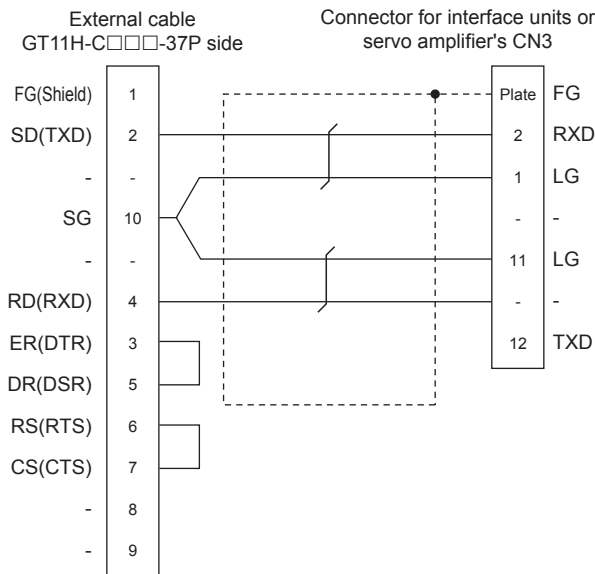 External cable
GT11H-C□□□-37P side
Connector for interface units or
servo amplifier's CN3
FG(Shield) 1 Plate FG
SD(TXD) 2 2 RXD
- - 1 LG
SG 10 - -
- - 11 LG
RD(RXD) 4 - -
ER(DTR) 3 12 TXD
DR(DSR) 5
RS(RTS) 6
CS(CTS) 7
- 8
- 9